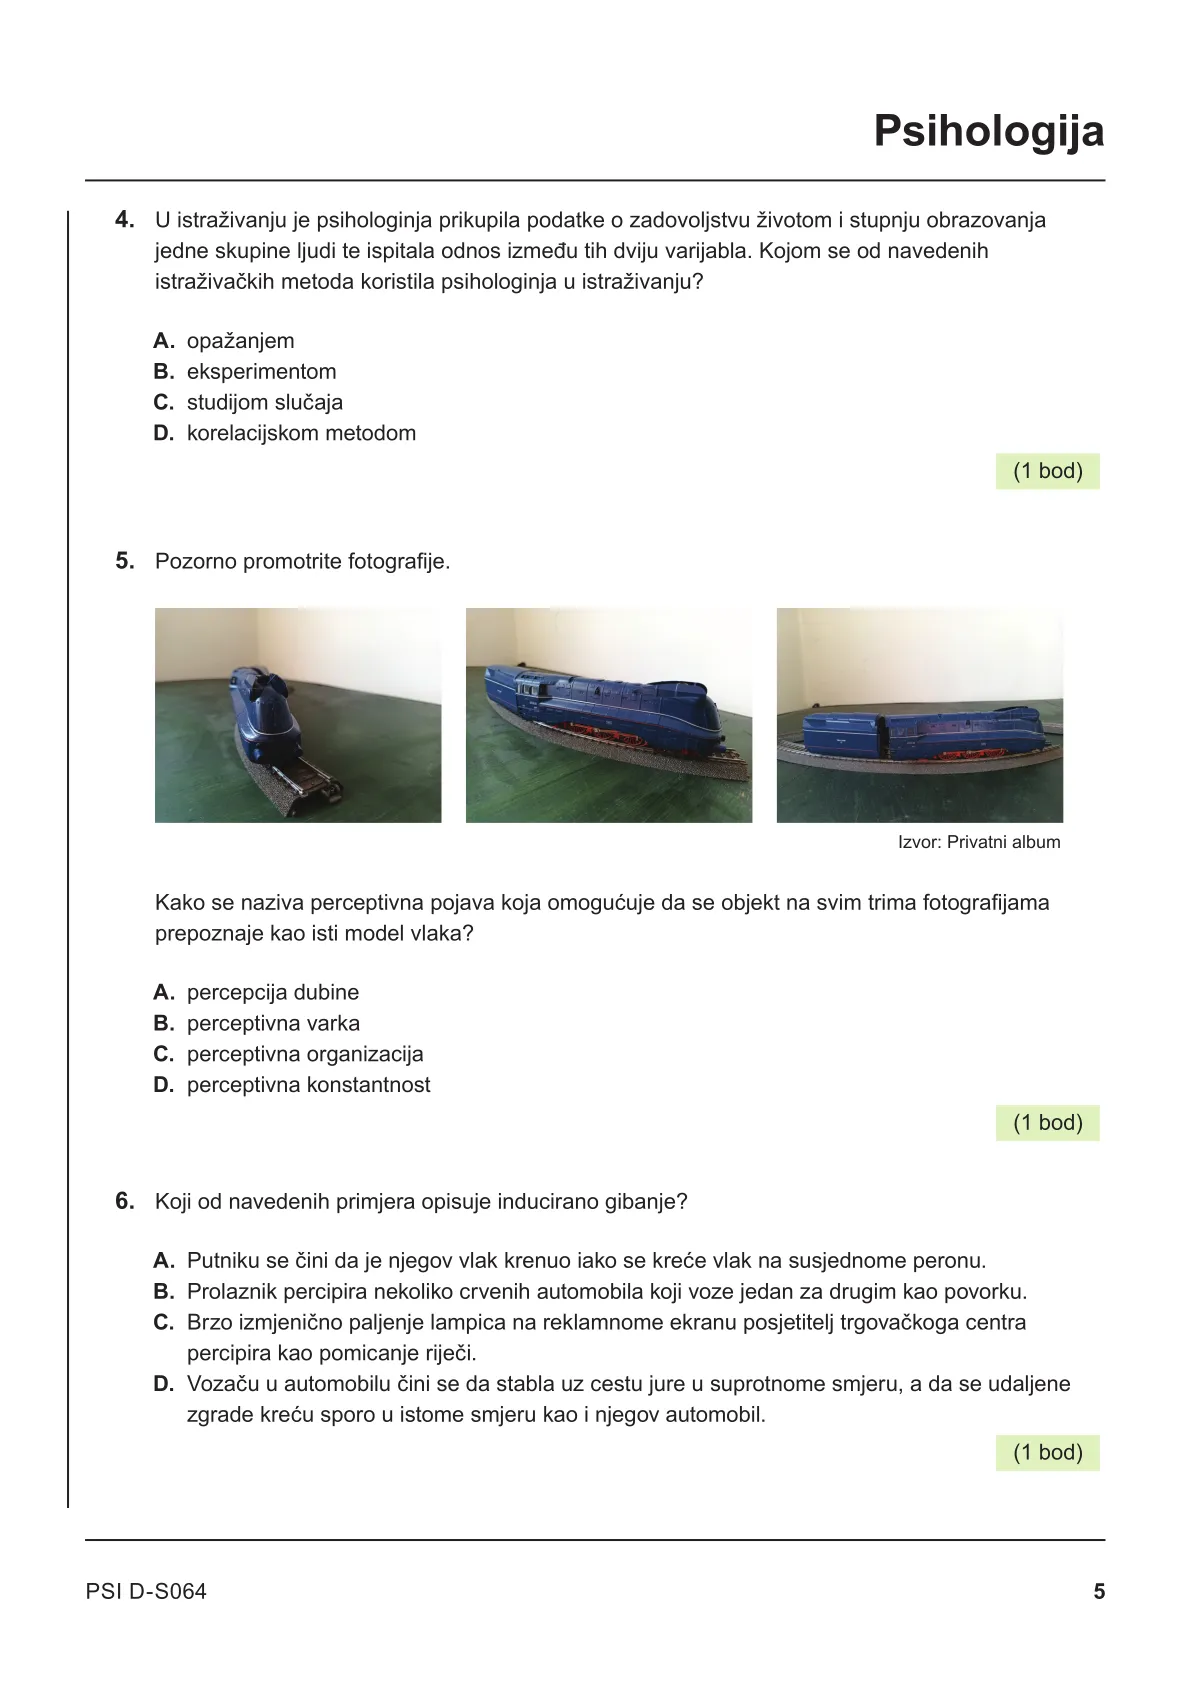 Psihologija
4. U istraživanju je psihologinja prikupila podatke o zadovoljstvu životom i stupnju obrazovanja
jedne skupine ljudi te ispitala odnos između tih dviju varijabla. Kojom se od navedenih
istraživačkih metoda koristila psihologinja u istraživanju?
A. opažanjem
B. eksperimentom
C. studijom slučaja
D. korelacijskom metodom
(1 bod)
5. Pozorno promotrite fotografije.
Izvor: Privatni album
Kako se naziva perceptivna pojava koja omogućuje da se objekt na svim trima fotografijama
prepoznaje kao isti model vlaka?
A. percepcija dubine
B. perceptivna varka
C. perceptivna organizacija
D. perceptivna konstantnost
(1 bod)
6. Koji od navedenih primjera opisuje inducirano gibanje?
A. Putniku se čini da je njegov vlak krenuo iako se kreće vlak na susjednome peronu.
B. Prolaznik percipira nekoliko crvenih automobila koji voze jedan za drugim kao povorku.
C. Brzo izmjenično paljenje lampica na reklamnome ekranu posjetitelj trgovačkoga centra
percipira kao pomicanje riječi.
D. Vozaču u automobilu čini se da stabla uz cestu jure u suprotnome smjeru, a da se udaljene
zgrade kreću sporo u istome smjeru kao i njegov automobil.
(1 bod)
PSI D-S064
5